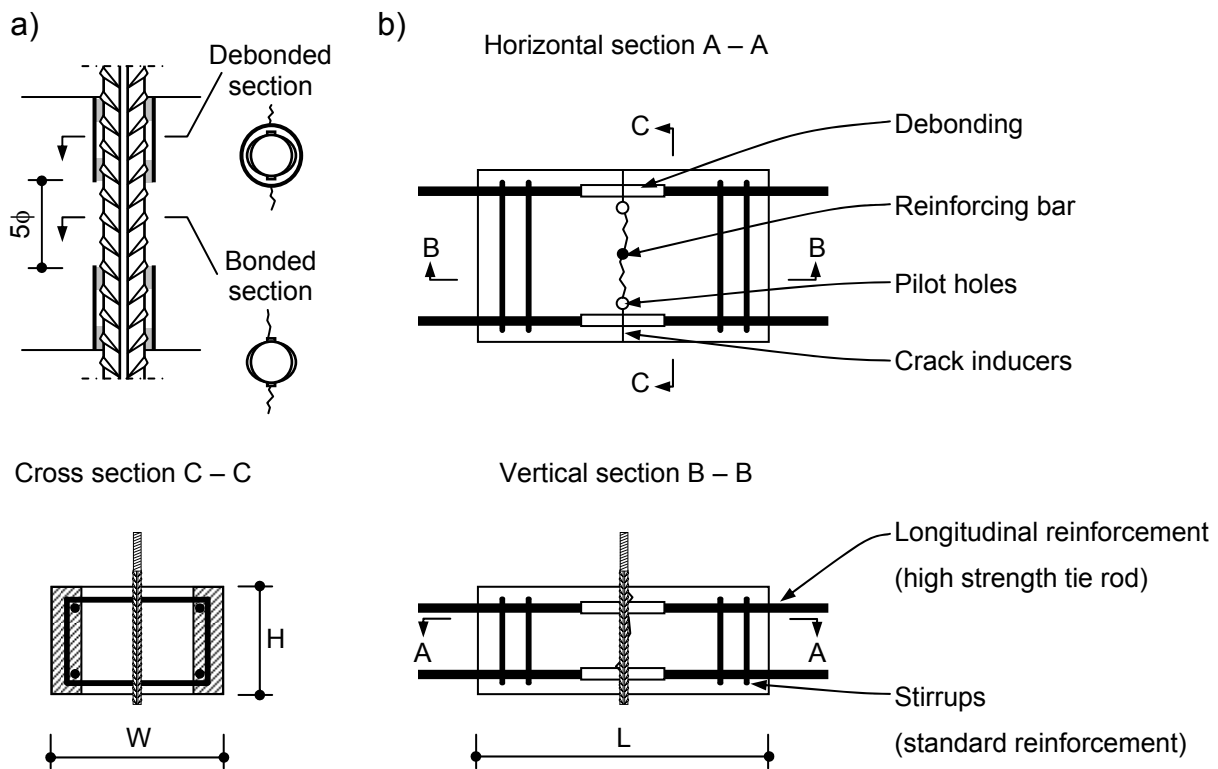 a)
Debonded
section
5ϕ
Bonded
section
b)
Horizontal section A – A
C
Debonding
Reinforcing bar
B
B
Pilot holes
Crack inducers
C
Cross section C – C
H
W
Vertical section B – B
Longitudinal reinforcement
(high strength tie rod)
A
A
Stirrups
(standard reinforcement)
L